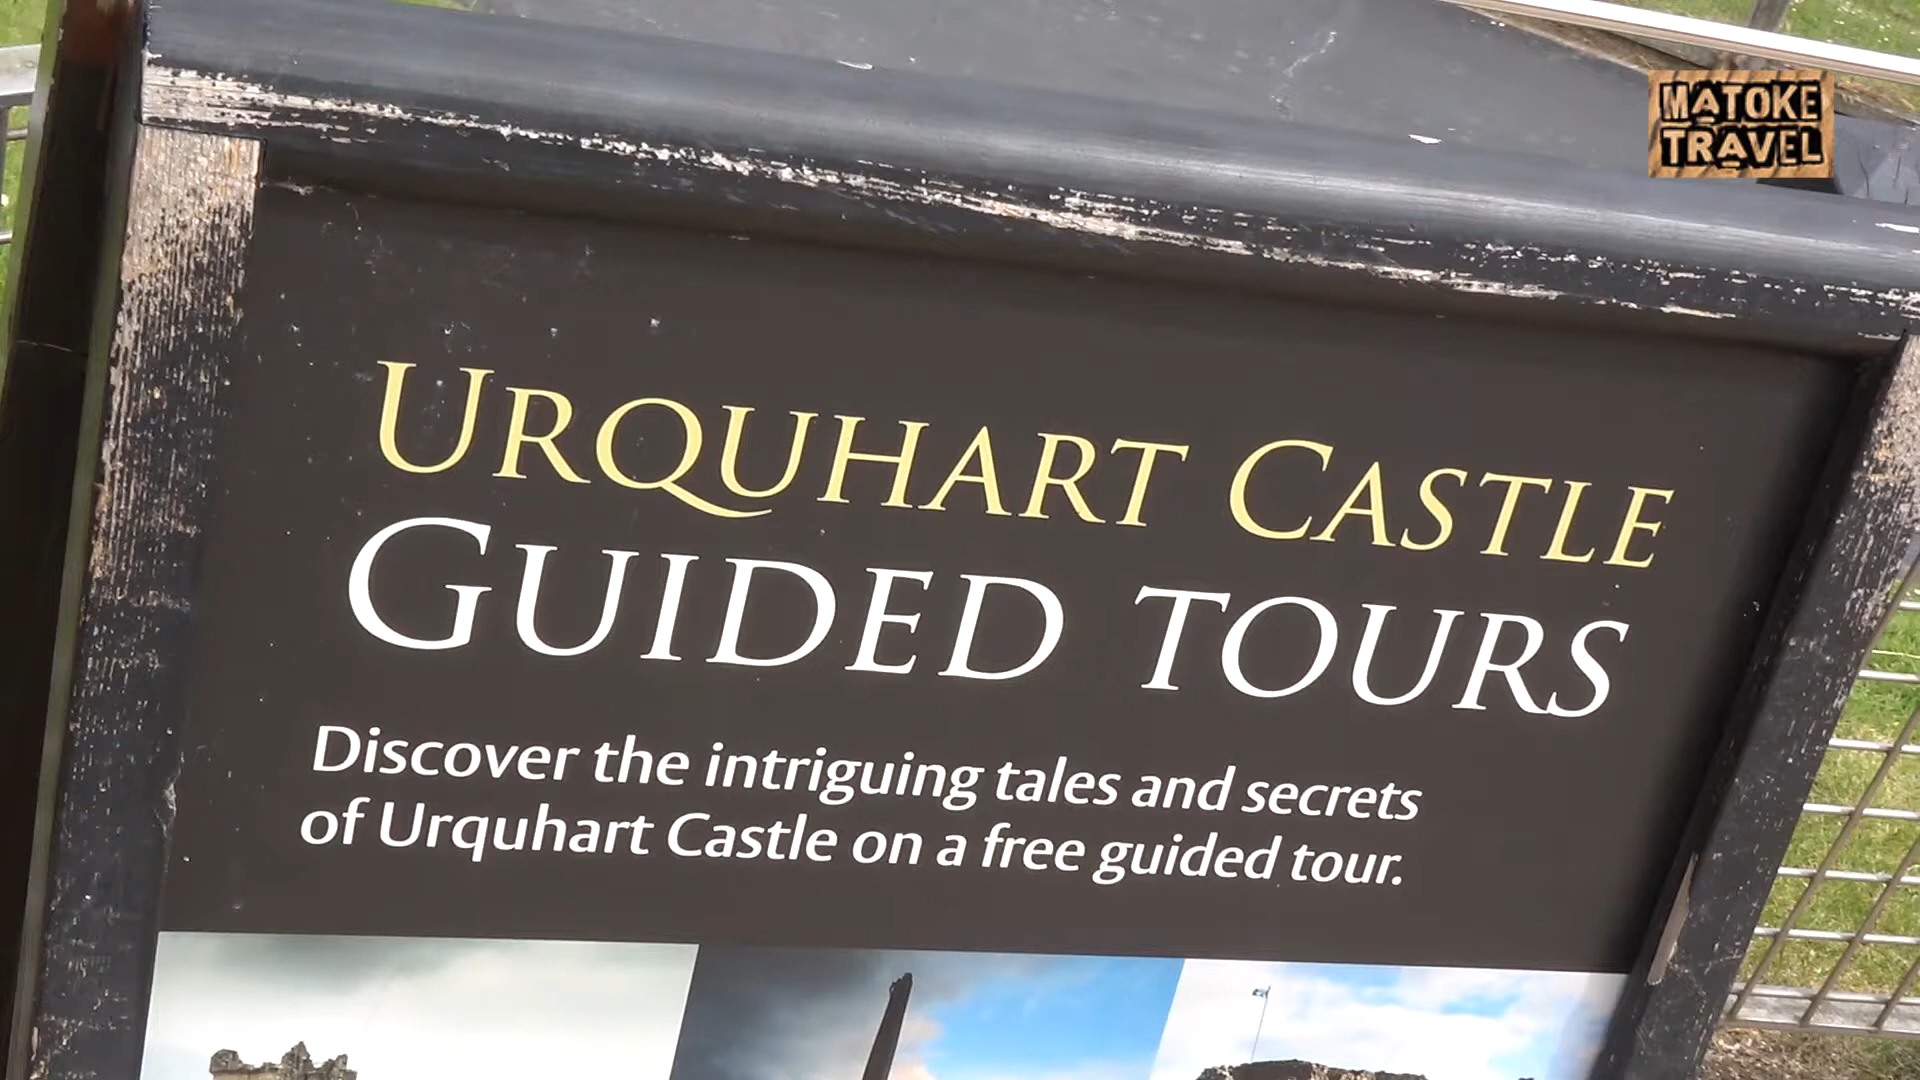 MATOKE
TRAVEL
URQUHART CASTLE
GUIDED TOURS
Discover the intriguing tales and secrets
of Urquhart Castle on a free guided tour.